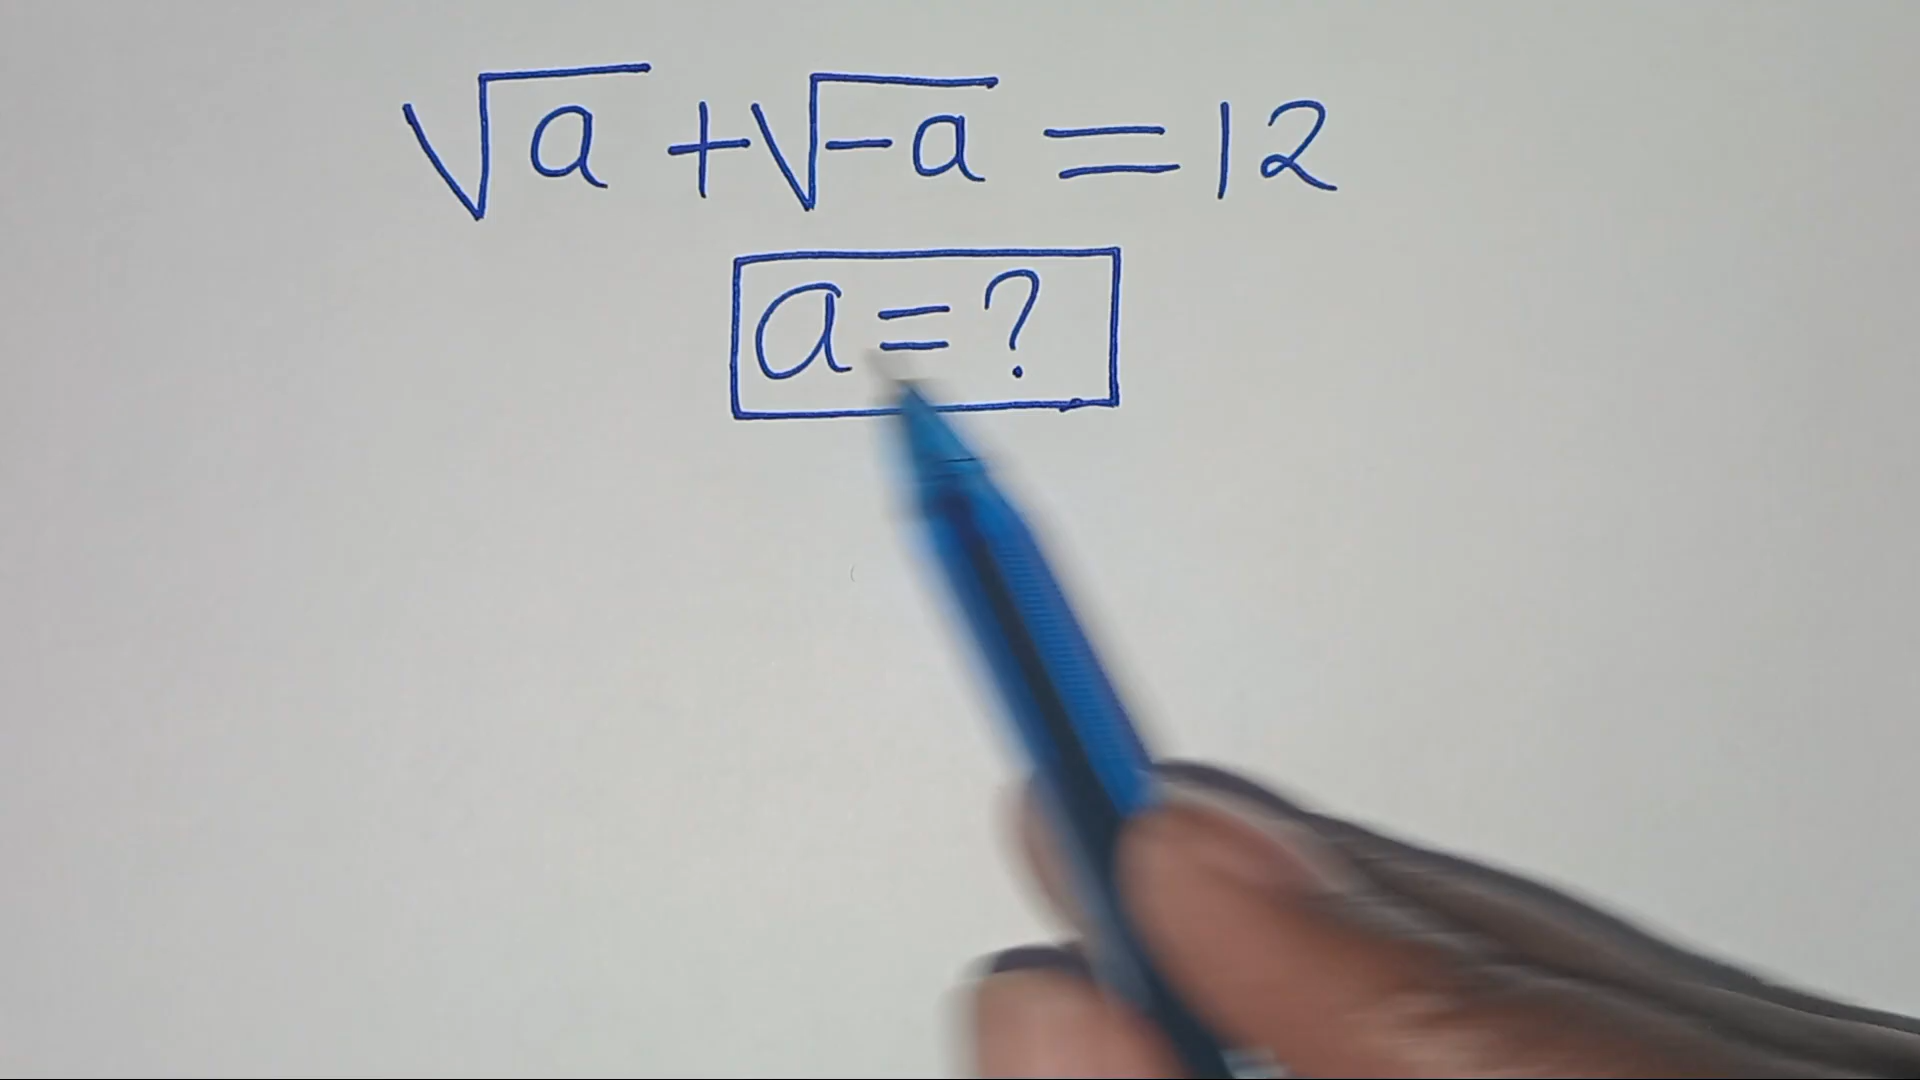 √a + √-a = 12
a = ?